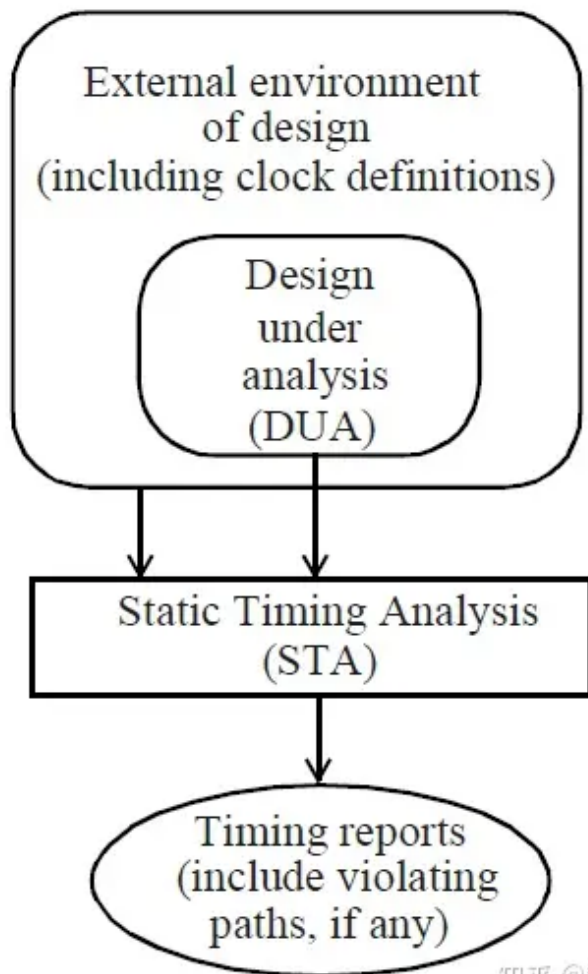 External environment
of design
(including clock definitions)
Design
under
analysis
(DUA)
Static Timing Analysis
(STA)
Timing reports
(include violating
paths, if any)